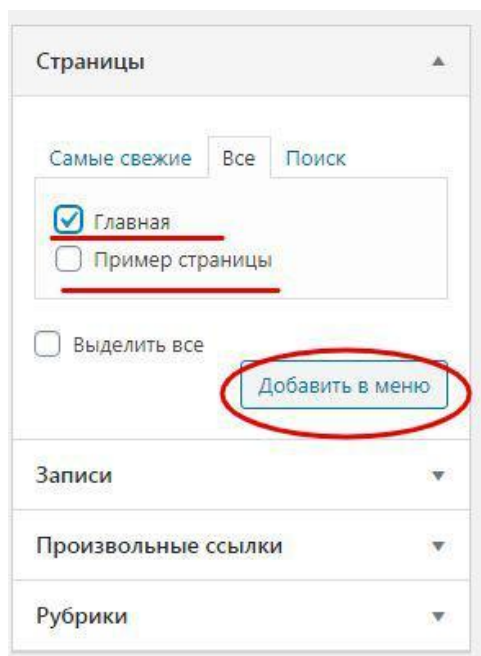 Страницы
Самые свежие Все Поиск
Главная
Пример страницы
Выделить все
Добавить в меню
Записи
Произвольные ссылки
Рубрики